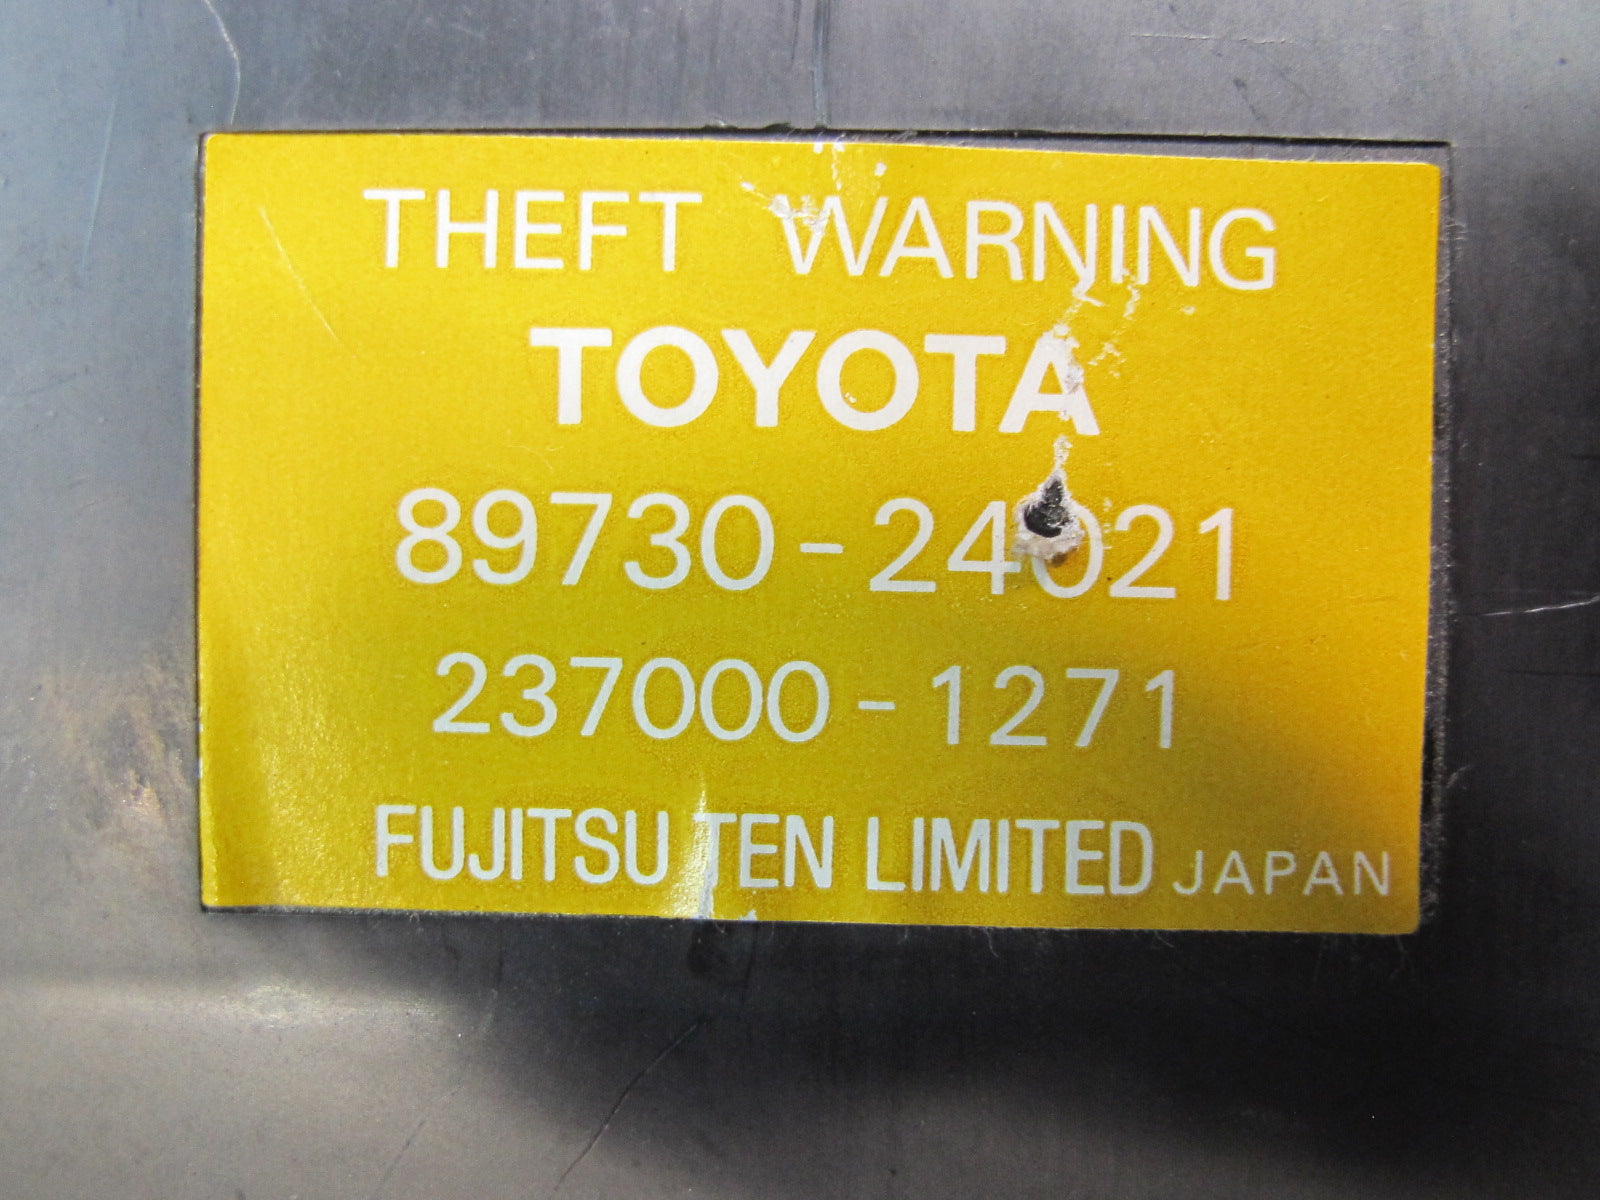 THEFT WARNING
TOYOTA
89730-24021
237000-1271
FUJITSU TEN LIMITED JAPAN